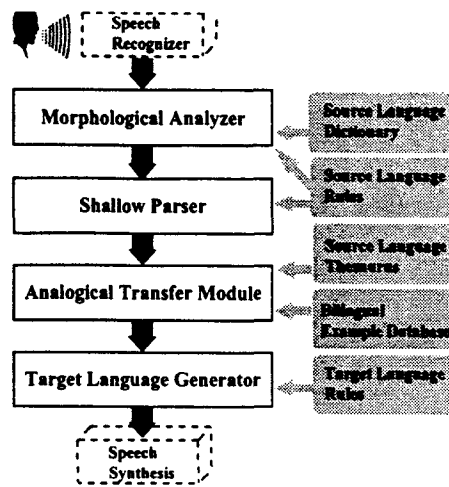 Speech
Recognizer
Morphological Analyzer
Source Language
Dictionary
Source Language
Rules
Shallow Parser
Source Language
Thesaurus
Analogical Transfer Module
Bilingual
Example Database
Target Language Generator
Target Language
Rules
Speech
Synthesis